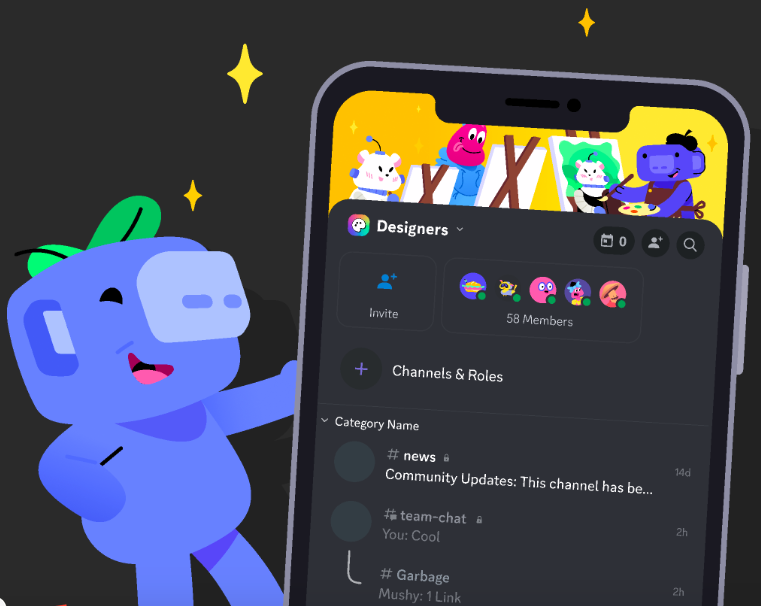 Designers
0
Invite
58 Members
Channels & Roles
Category Name
# news
14d
Community Updates: This channel has be...
# team-chat
2h
You: Cool
# Garbage
2h
Mushy: 1 Link